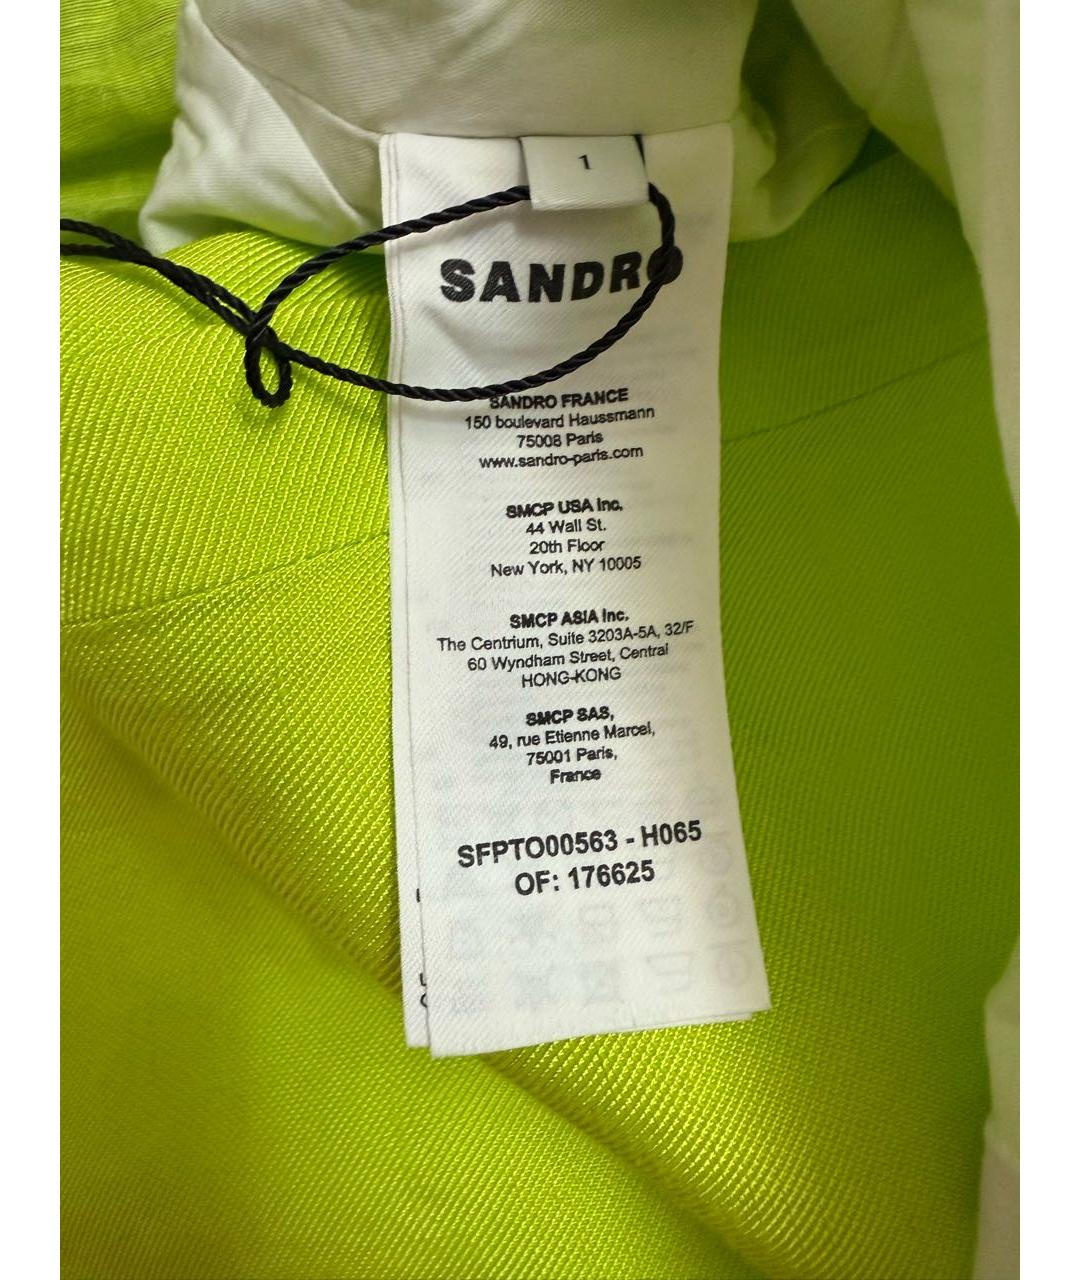 1
SANDRO
SANDRO FRANCE
150 boulevard Haussmann
75008 Paris
www.sandro-paris.com
SMCP USA Inc.
44 Wall St.
20th Floor
New York, NY 10005
SMCP ASIA Inc.
The Centrium, Suite 3203A-5A, 32/F
60 Wyndham Street, Central
HONG-KONG
SMCP SAS,
49, rue Etienne Marcel,
75001 Paris,
France
SFPTO00563 - H065
OF: 176625